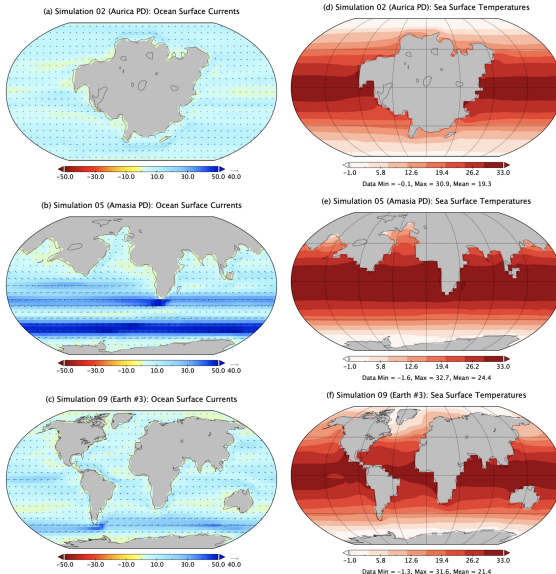 (a) Simulation 02 (Aurica PD): Ocean Surface Currents
-50.0 -30.0 -10.0 10.0 30.0 50.0 40.0
(d) Simulation 02 (Aurica PD): Sea Surface Temperatures
-1.0 5.8 12.6 19.4 26.2 33.0
Data Min = -0.1, Max = 30.9, Mean = 19.3
(b) Simulation 05 (Amasia PD): Ocean Surface Currents
-50.0 -30.0 -10.0 10.0 30.0 50.0 40.0
(e) Simulation 05 (Amasia PD): Sea Surface Temperatures
-1.0 5.8 12.6 19.4 26.2 33.0
Data Min = -1.6, Max = 32.7, Mean = 24.4
(c) Simulation 09 (Earth #3): Ocean Surface Currents
-50.0 -30.0 -10.0 10.0 30.0 50.0 40.0
(f) Simulation 09 (Earth #3): Sea Surface Temperatures
-1.0 5.8 12.6 19.4 26.2 33.0
Data Min = -1.3, Max = 31.6, Mean = 21.4